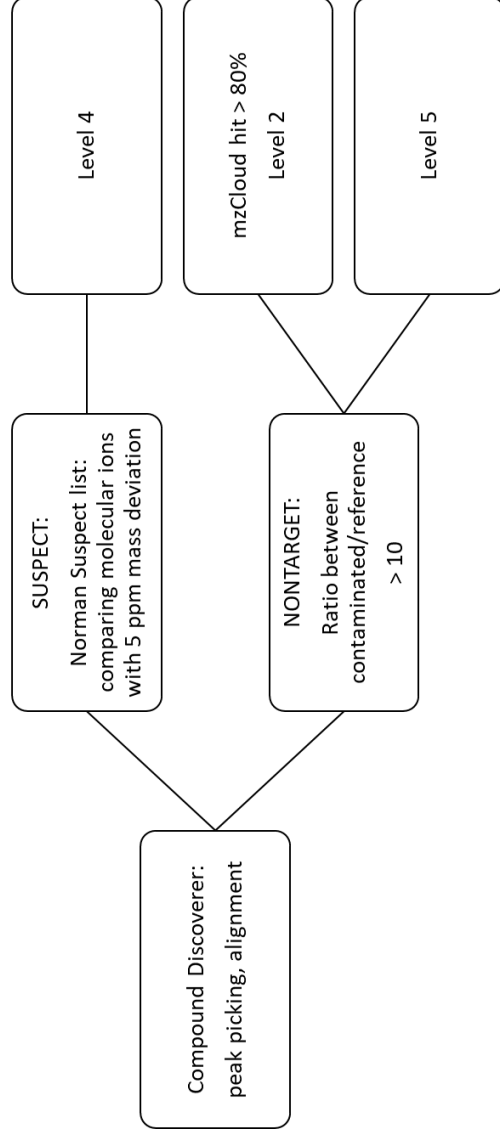 Compound Discoverer:
peak picking, alignment
SUSPECT:
Norman Suspect list:
comparing molecular ions
with 5 ppm mass deviation
NONTARGET:
Ratio between
contaminated/reference
> 10
Level 4
mzCloud hit > 80%
Level 2
Level 5